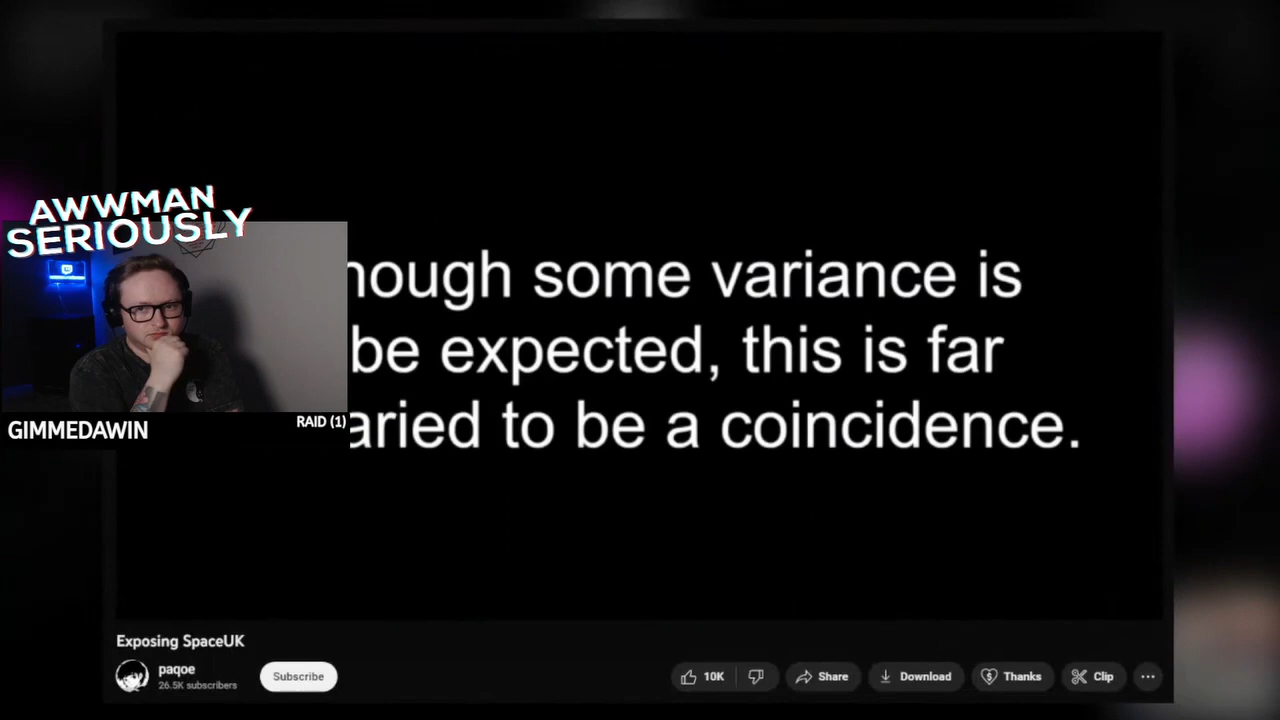 AWWMAN
SERIOUSLY
GIMMEDAWIN
RAID (1)
hough some variance is
be expected, this is far
aried to be a coincidence.
Exposing SpaceUK
paqoe
26.5K subscribers
Subscribe
10K
Share
Download
Thanks
Clip